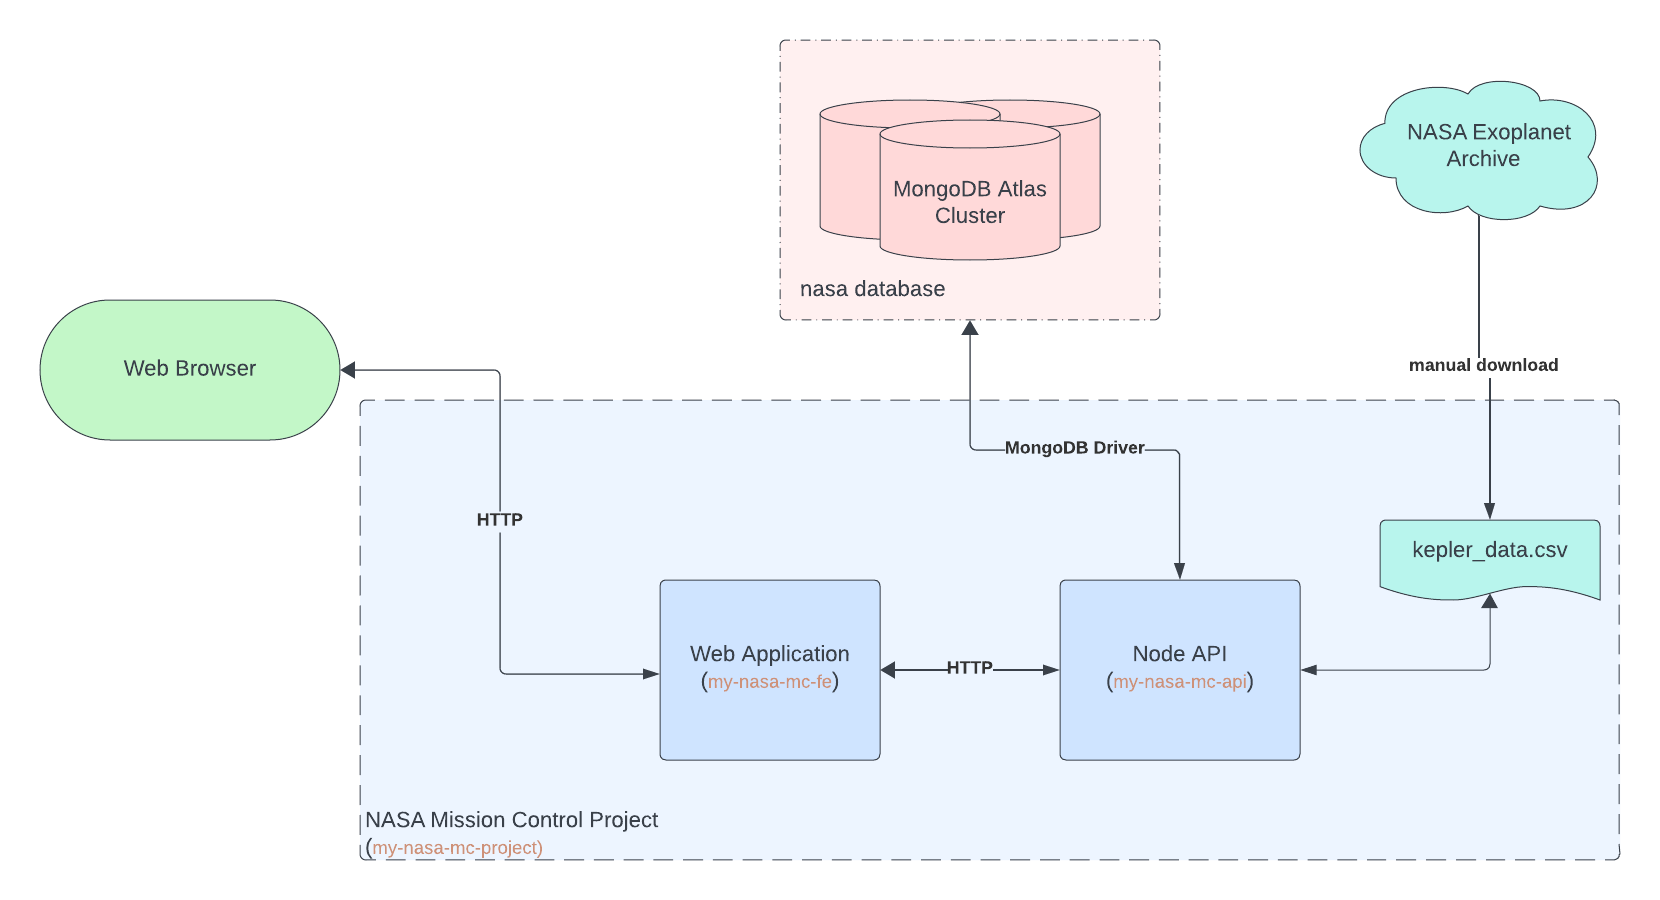 NASA Exoplanet
Archive
MongoDB Atlas
Cluster
nasa database
Web Browser
manual download
MongoDB Driver
HTTP
kepler_data.csv
Web Application
(my-nasa-mc-fe)
HTTP
Node API
(my-nasa-mc-api)
NASA Mission Control Project
(my-nasa-mc-project)